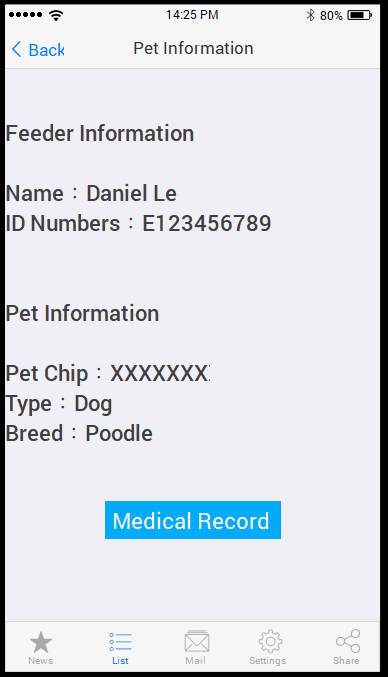 14:25 PM 80%
Back Pet Information
Feeder Information
Name：Daniel Le
ID Numbers：E123456789
Pet Information
Pet Chip：XXXXXXX
Type：Dog
Breed：Poodle
Medical Record
News List Mail Settings Share